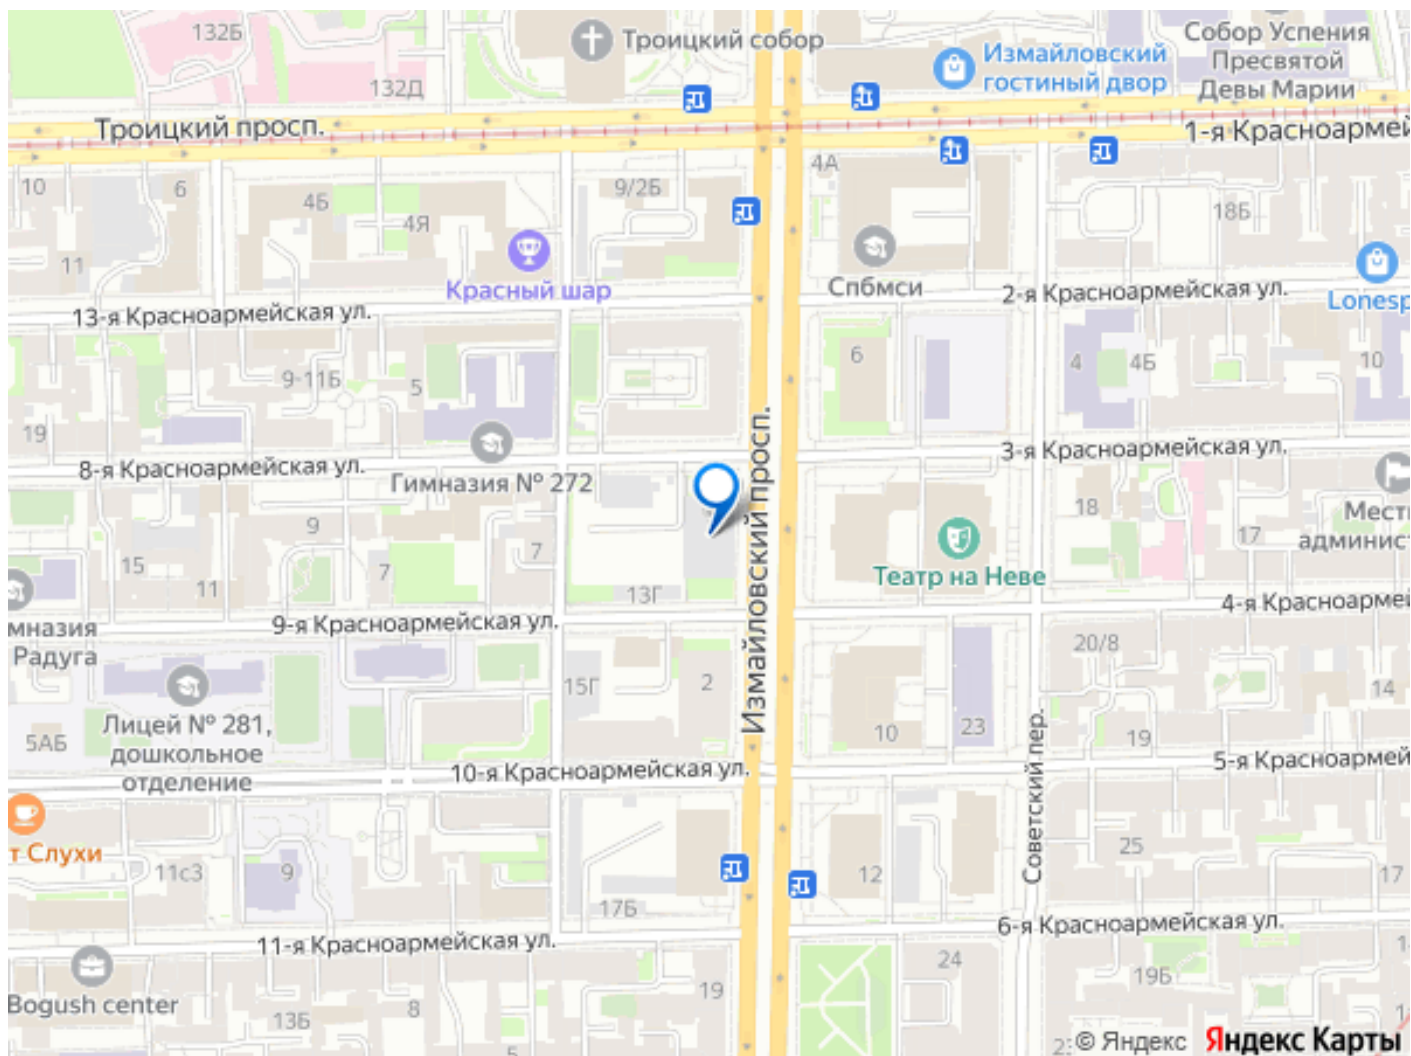 132Б
Троицкий собор
Измайловский
гостиный двор
Собор Успения
Пресвятой
Девы Марии
132Д
Троицкий просп.
1-я Красноармей
4А
10
6
4Б
4Я
9/2Б
18Б
11
Красный шар
Спбмси
2-я Красноармейская ул.
Lonesp
13-я Красноармейская ул.
9-11Б
5
6
4
4Б
10
19
8-я Красноармейская ул.
Гимназия № 272
Измайловский просп.
3-я Красноармейская ул.
9
15
11
7
7
13Г
18
17
Мест
админис
Театр на Неве
4-я Красноармей
9-я Красноармейская ул.
мназия
Радуга
20/8
15Г
2
14
Лицей № 281,
дошкольное
отделение
5АБ
10
23
19
Советский пер.
10-я Красноармейская ул.
5-я Красноармей
т Слухи
11с3
9
12
25
17
17Б
11-я Красноармейская ул.
6-я Красноармейская ул.
Bogush center
13Б
8
19
24
19Б
5
© Яндекс Яндекс Карты